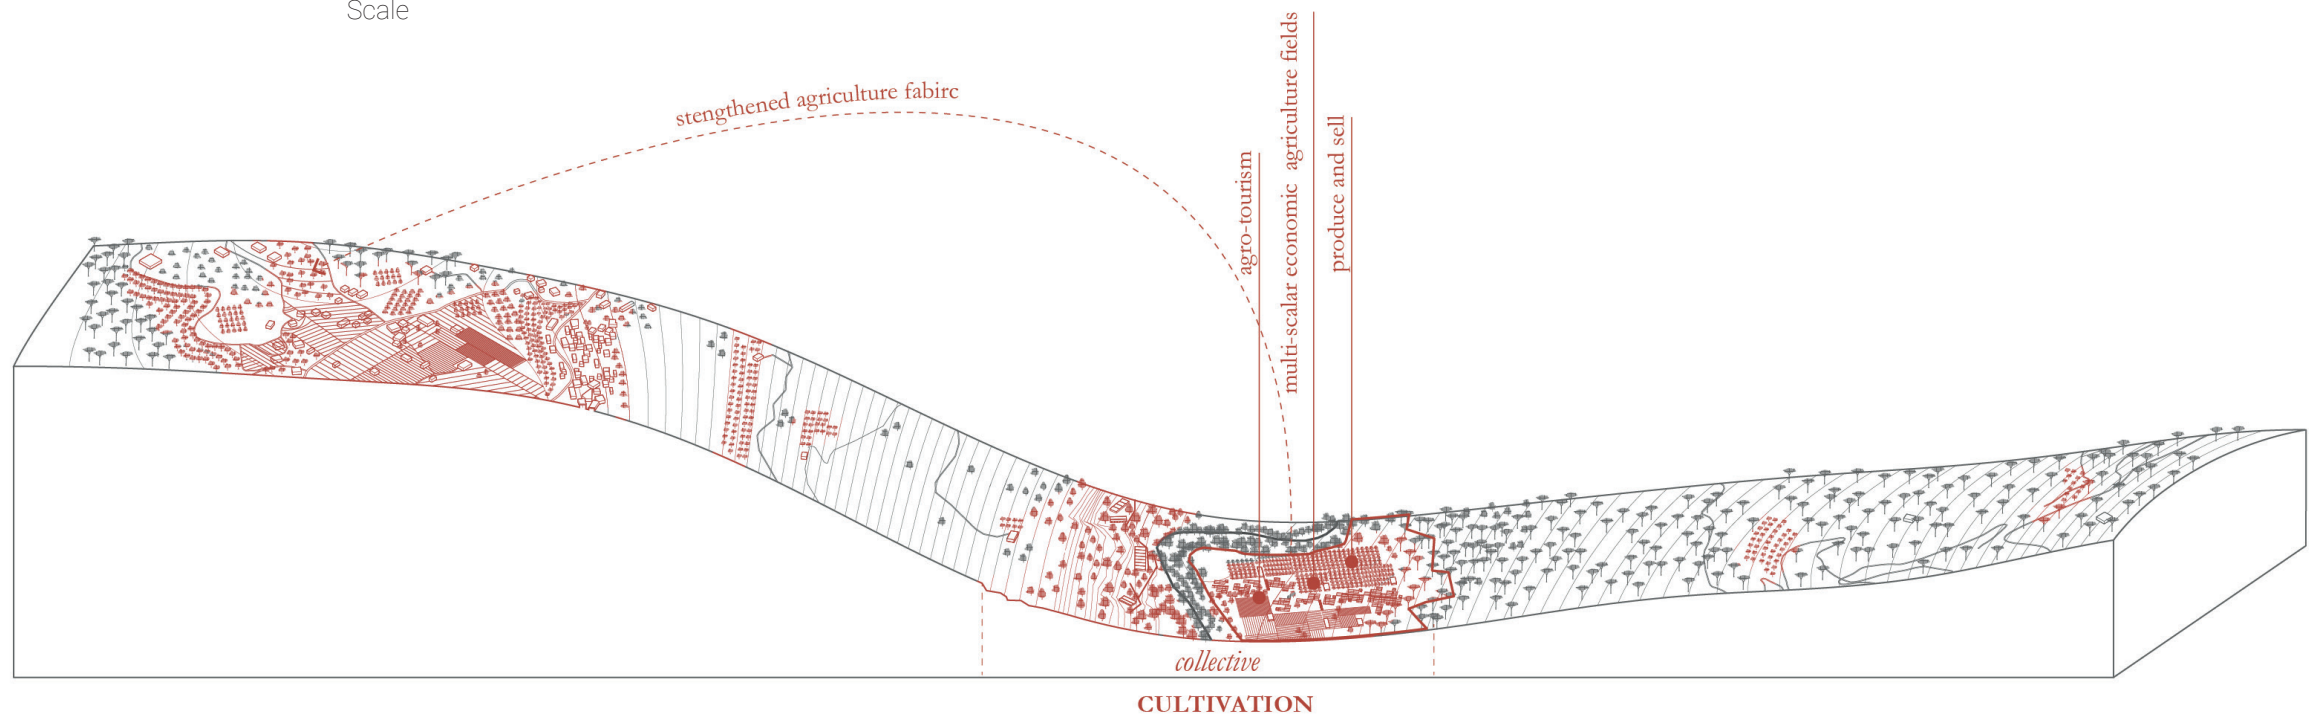 Scale
stengthened agriculture fabirc
agro-tourism
multi-scalar economic agriculture fields
produce and sell
collective
CULTIVATION